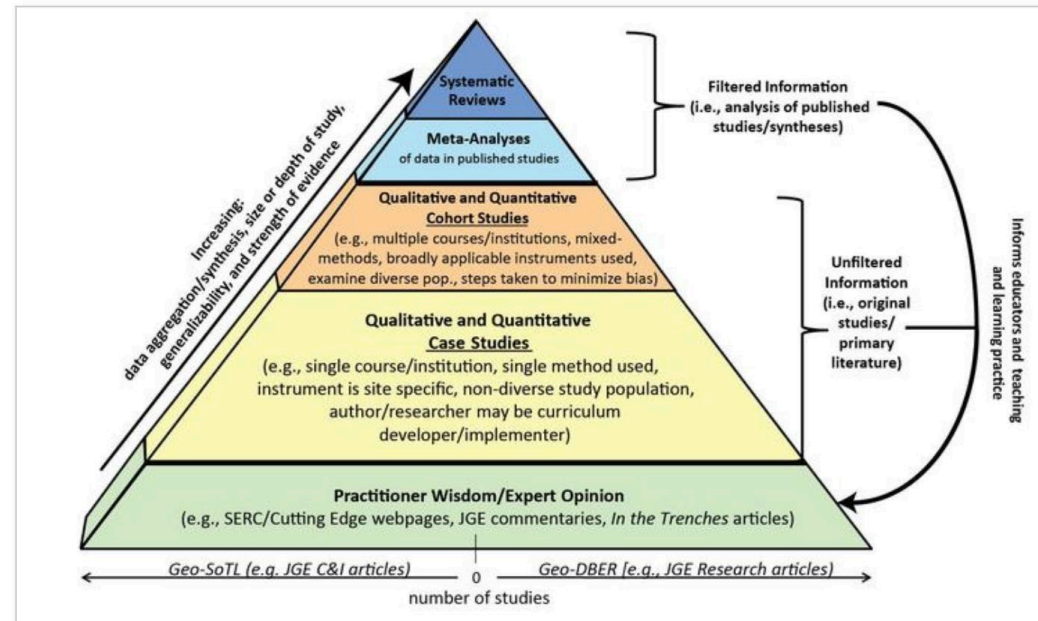 Systematic
Reviews
Meta-Analyses
of data in published studies
Qualitative and Quantitative
Cohort Studies
(e.g., multiple courses/institutions, mixed-
methods, broadly applicable instruments used,
examine diverse pop., steps taken to minimize bias)
Qualitative and Quantitative
Case Studies
(e.g., single course/institution, single method used,
instrument is site specific, non-diverse study population,
author/researcher may be curriculum
developer/implementer)
Practitioner Wisdom/Expert Opinion
(e.g., SERC/Cutting Edge webpages, JGE commentaries, In the Trenches articles)
Increasing:
data aggregation/synthesis, size or depth of study,
generalizability, and strength of evidence
Filtered Information
(i.e., analysis of published
studies/syntheses)
Unfiltered
Information
(i.e., original
studies/
primary
literature)
Informs educators and teaching
and learning practice
Geo-SoTL (e.g. JGE C&I articles)
0
Geo-DBER [e.g., JGE Research articles)
number of studies